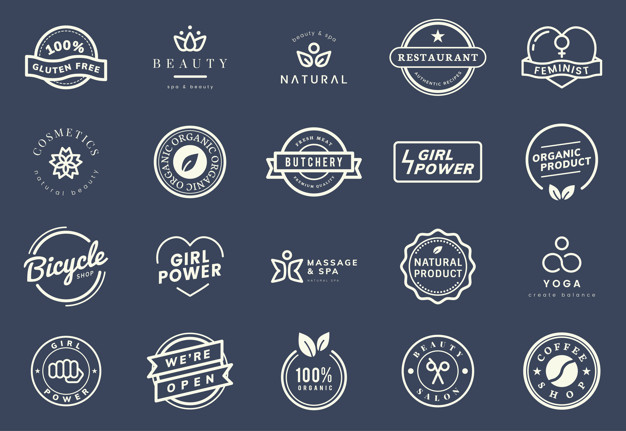 100%
GLUTEN FREE
BEAUTY
spa & beauty
beauty & spa
NATURAL
RESTAURANT
AUTHENTIC RECIPES
FEMINIST
COSMETICS
natural beauty
ORGANIC ORGANIC ORGANIC
FRESH MEAT
BUTCHERY
PREMIUM QUALITY
GIRL
POWER
ORGANIC
PRODUCT
Bicycle
SHOP
GIRL
POWER
MASSAGE
& SPA
NATURAL SPA
NATURAL
PRODUCT
YOGA
create balance
GIRL
POWER
WE'RE
OPEN
100%
ORGANIC
BEAUTY
SALON
COFFEE
SHOP